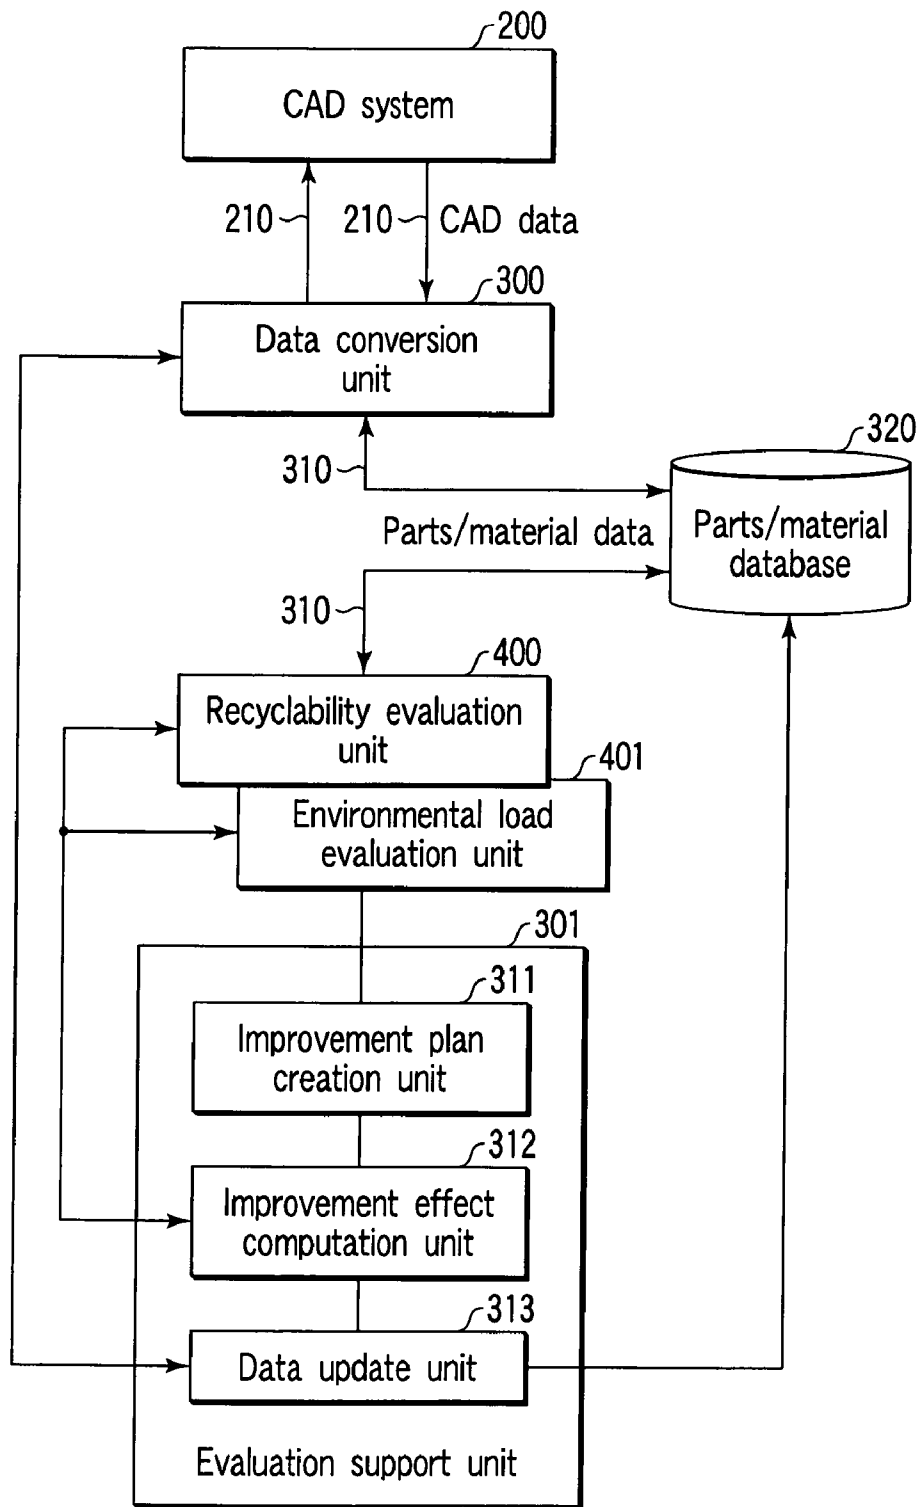 200
CAD system
210
210
CAD data
300
Data conversion
unit
320
310
Parts/material data
Parts/material
database
310
400
Recyclability evaluation
unit
401
Environmental load
evaluation unit
301
311
Improvement plan
creation unit
312
Improvement effect
computation unit
313
Data update unit
Evaluation support unit